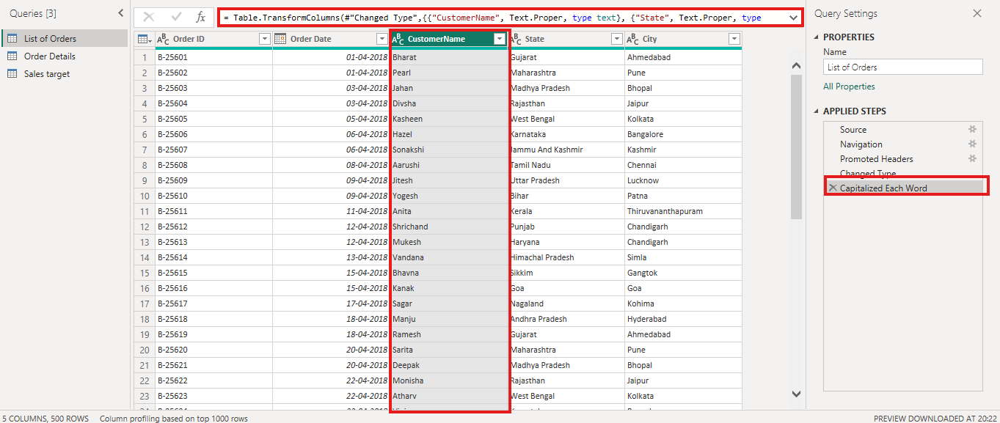 Queries [3]
List of Orders
Order Details
Sales target
fx
= Table.TransformColumns(#"Changed Type",{{"CustomerName", Text.Proper, type text}, {"State", Text.Proper, type
ABC Order ID Order Date ABC CustomerName ABC State ABC City
1 B-25601 01-04-2018 Bharat Gujarat Ahmedabad
2 B-25602 01-04-2018 Pearl Maharashtra Pune
3 B-25603 03-04-2018 Jahan Madhya Pradesh Bhopal
4 B-25604 03-04-2018 Divsha Rajasthan Jaipur
5 B-25605 05-04-2018 Kasheen West Bengal Kolkata
6 B-25606 06-04-2018 Hazel Karnataka Bangalore
7 B-25607 06-04-2018 Sonakshi Jammu And Kashmir Kashmir
8 B-25608 08-04-2018 Aarushi Tamil Nadu Chennai
9 B-25609 09-04-2018 Jitesh Uttar Pradesh Lucknow
10 B-25610 09-04-2018 Yogesh Bihar Patna
11 B-25611 11-04-2018 Anita Kerala Thiruvananthapuram
12 B-25612 12-04-2018 Shrichand Punjab Chandigarh
13 B-25613 12-04-2018 Mukesh Haryana Chandigarh
14 B-25614 13-04-2018 Vandana Himachal Pradesh Simla
15 B-25615 15-04-2018 Bhavna Sikkim Gangtok
16 B-25616 15-04-2018 Kanak Goa Goa
17 B-25617 17-04-2018 Sagar Nagaland Kohima
18 B-25618 18-04-2018 Manju Andhra Pradesh Hyderabad
19 B-25619 18-04-2018 Ramesh Gujarat Ahmedabad
20 B-25620 20-04-2018 Sarita Maharashtra Pune
21 B-25621 20-04-2018 Deepak Madhya Pradesh Bhopal
22 B-25622 22-04-2018 Monisha Rajasthan Jaipur
23 B-25623 22-04-2018 Atharv West Bengal Kolkata
Query Settings
PROPERTIES
Name
List of Orders
All Properties
APPLIED STEPS
Source
Navigation
Promoted Headers
Changed Type
Capitalized Each Word
5 COLUMNS, 500 ROWS Column profiling based on top 1000 rows
PREVIEW DOWNLOADED AT 20:22